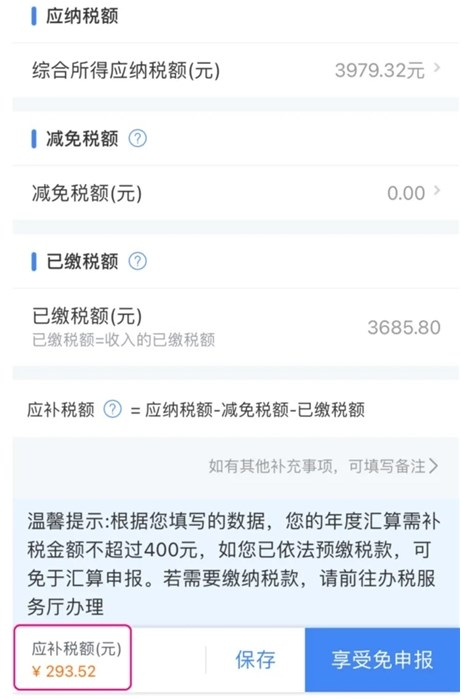 应纳税额
综合所得应纳税额(元) 3979.32元
减免税额
减免税额(元) 0.00
已缴税额
已缴税额(元)
已缴税额=收入的已缴税额 3685.80
应补税额 = 应纳税额-减免税额-已缴税额
如有其他补充事项，可填写备注
温馨提示:根据您填写的数据，您的年度汇算需补
税金额不超过400元，如您已依法预缴税款，可
免于汇算申报。若需要缴纳税款，请前往办税服
务厅办理
应补税额(元)
¥ 293.52
保存
享受免申报